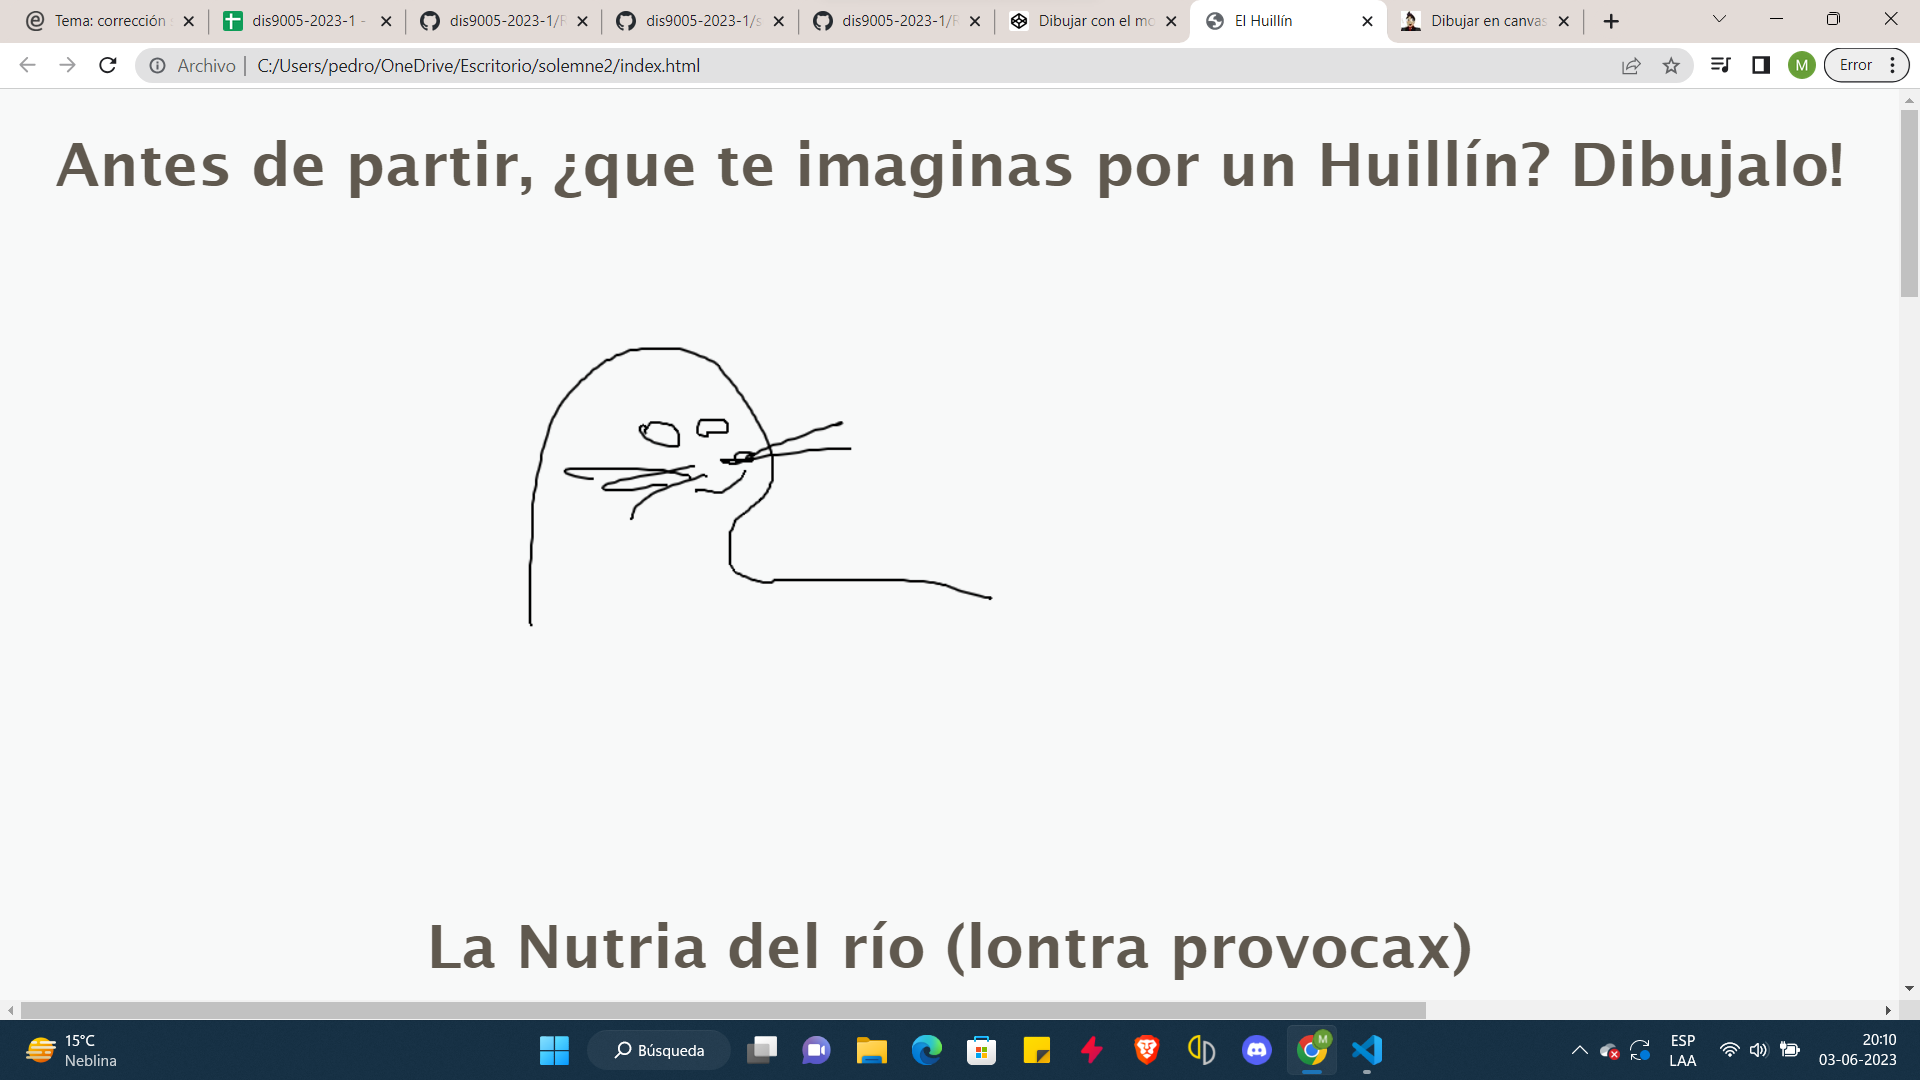 Tema: corrección
dis9005-2023-1 -
dis9005-2023-1/
dis9005-2023-1/s
dis9005-2023-1/
Dibujar con el mo
El Huillín
Dibujar en canvas
Archivo
C:/Users/pedro/OneDrive/Escritorio/solemne2/index.html
M
Error
Antes de partir, ¿que te imaginas por un Huillín? Dibujalo!
La Nutria del río (lontra provocax)
15°C
Neblina
Búsqueda
M
ESP
LAA
20:10
03-06-2023